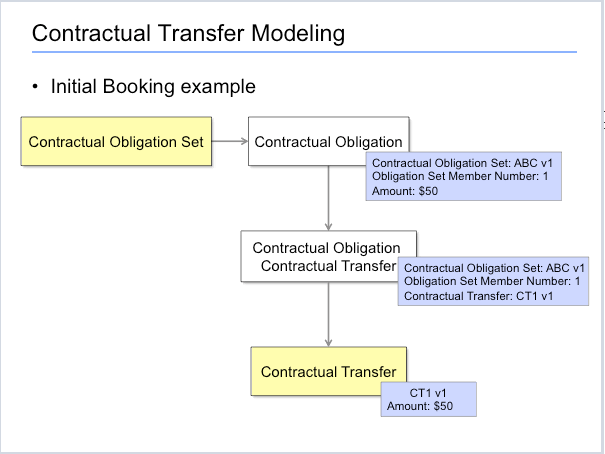 Contractual Transfer Modeling
• Initial Booking example
Contractual Obligation Set
Contractual Obligation
Contractual Obligation Set: ABC v1
Obligation Set Member Number: 1
Amount: $50
Contractual Obligation
Contractual Transfer
Contractual Obligation Set: ABC v1
Obligation Set Member Number: 1
Contractual Transfer: CT1 v1
Contractual Transfer
CT1 v1
Amount: $50